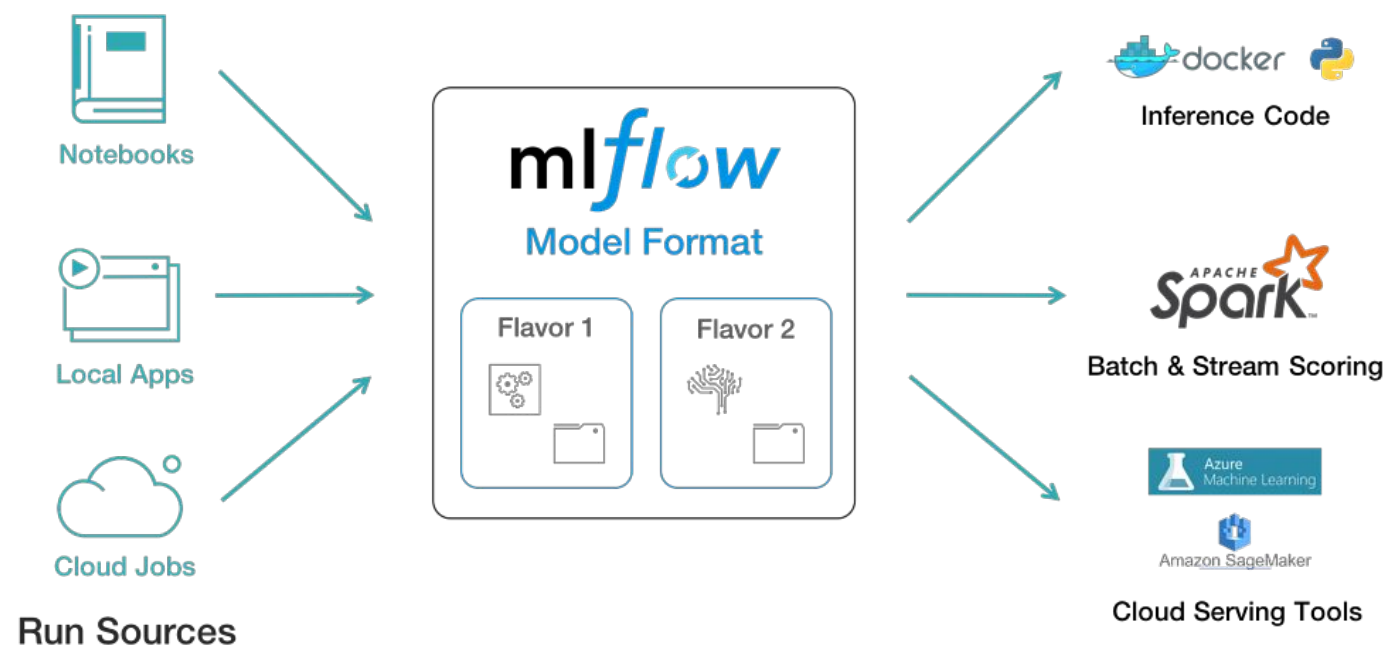 Notebooks
Local Apps
Cloud Jobs
Run Sources
mlflow
Model Format
Flavor 1
Flavor 2
docker
Inference Code
APACHE
Spark™
Batch & Stream Scoring
Azure
Machine Learning
Amazon SageMaker
Cloud Serving Tools